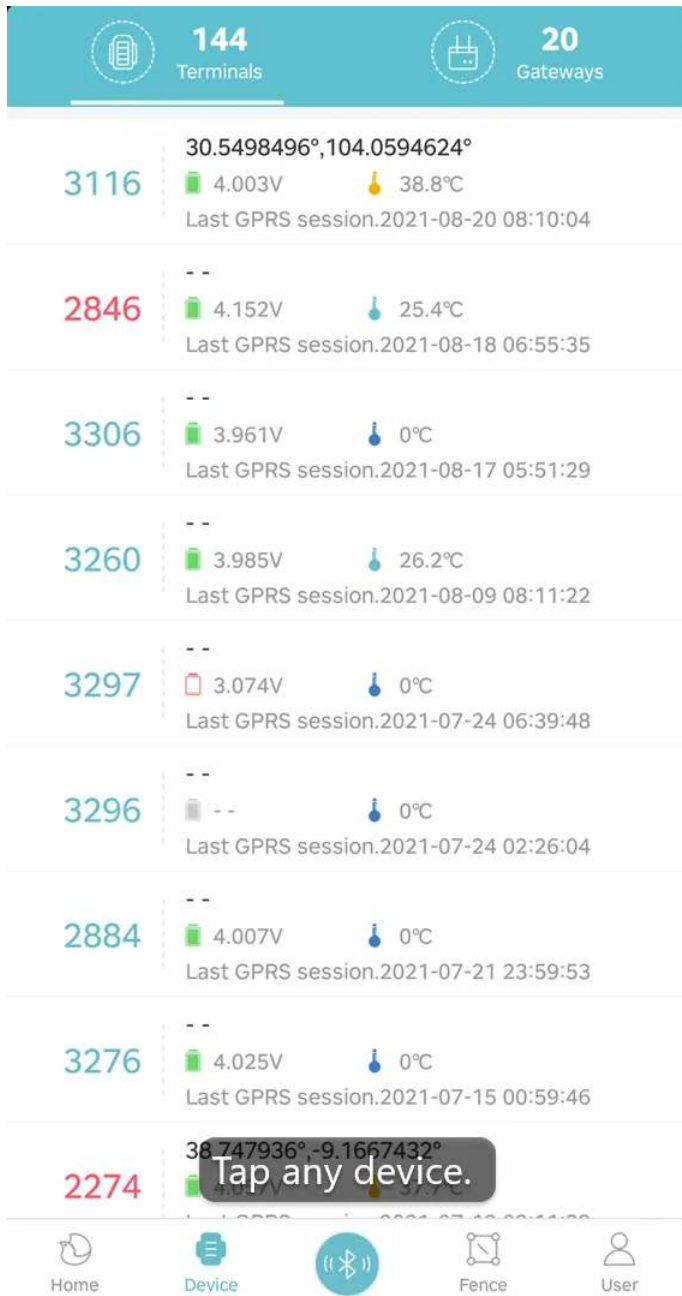 144
Terminals
20
Gateways
3116
30.5498496°,104.0594624°
4.003V 38.8℃
Last GPRS session.2021-08-20 08:10:04
2846
- -
4.152V 25.4℃
Last GPRS session.2021-08-18 06:55:35
3306
- -
3.961V 0℃
Last GPRS session.2021-08-17 05:51:29
3260
- -
3.985V 26.2℃
Last GPRS session.2021-08-09 08:11:22
3297
- -
3.074V 0℃
Last GPRS session.2021-07-24 06:39:48
3296
- -
- - 0℃
Last GPRS session.2021-07-24 02:26:04
2884
- -
4.007V 0℃
Last GPRS session.2021-07-21 23:59:53
3276
- -
4.025V 0℃
Last GPRS session.2021-07-15 00:59:46
2274
38.747936°,-9.1667432°
Tap any device.
Home Device Fence User